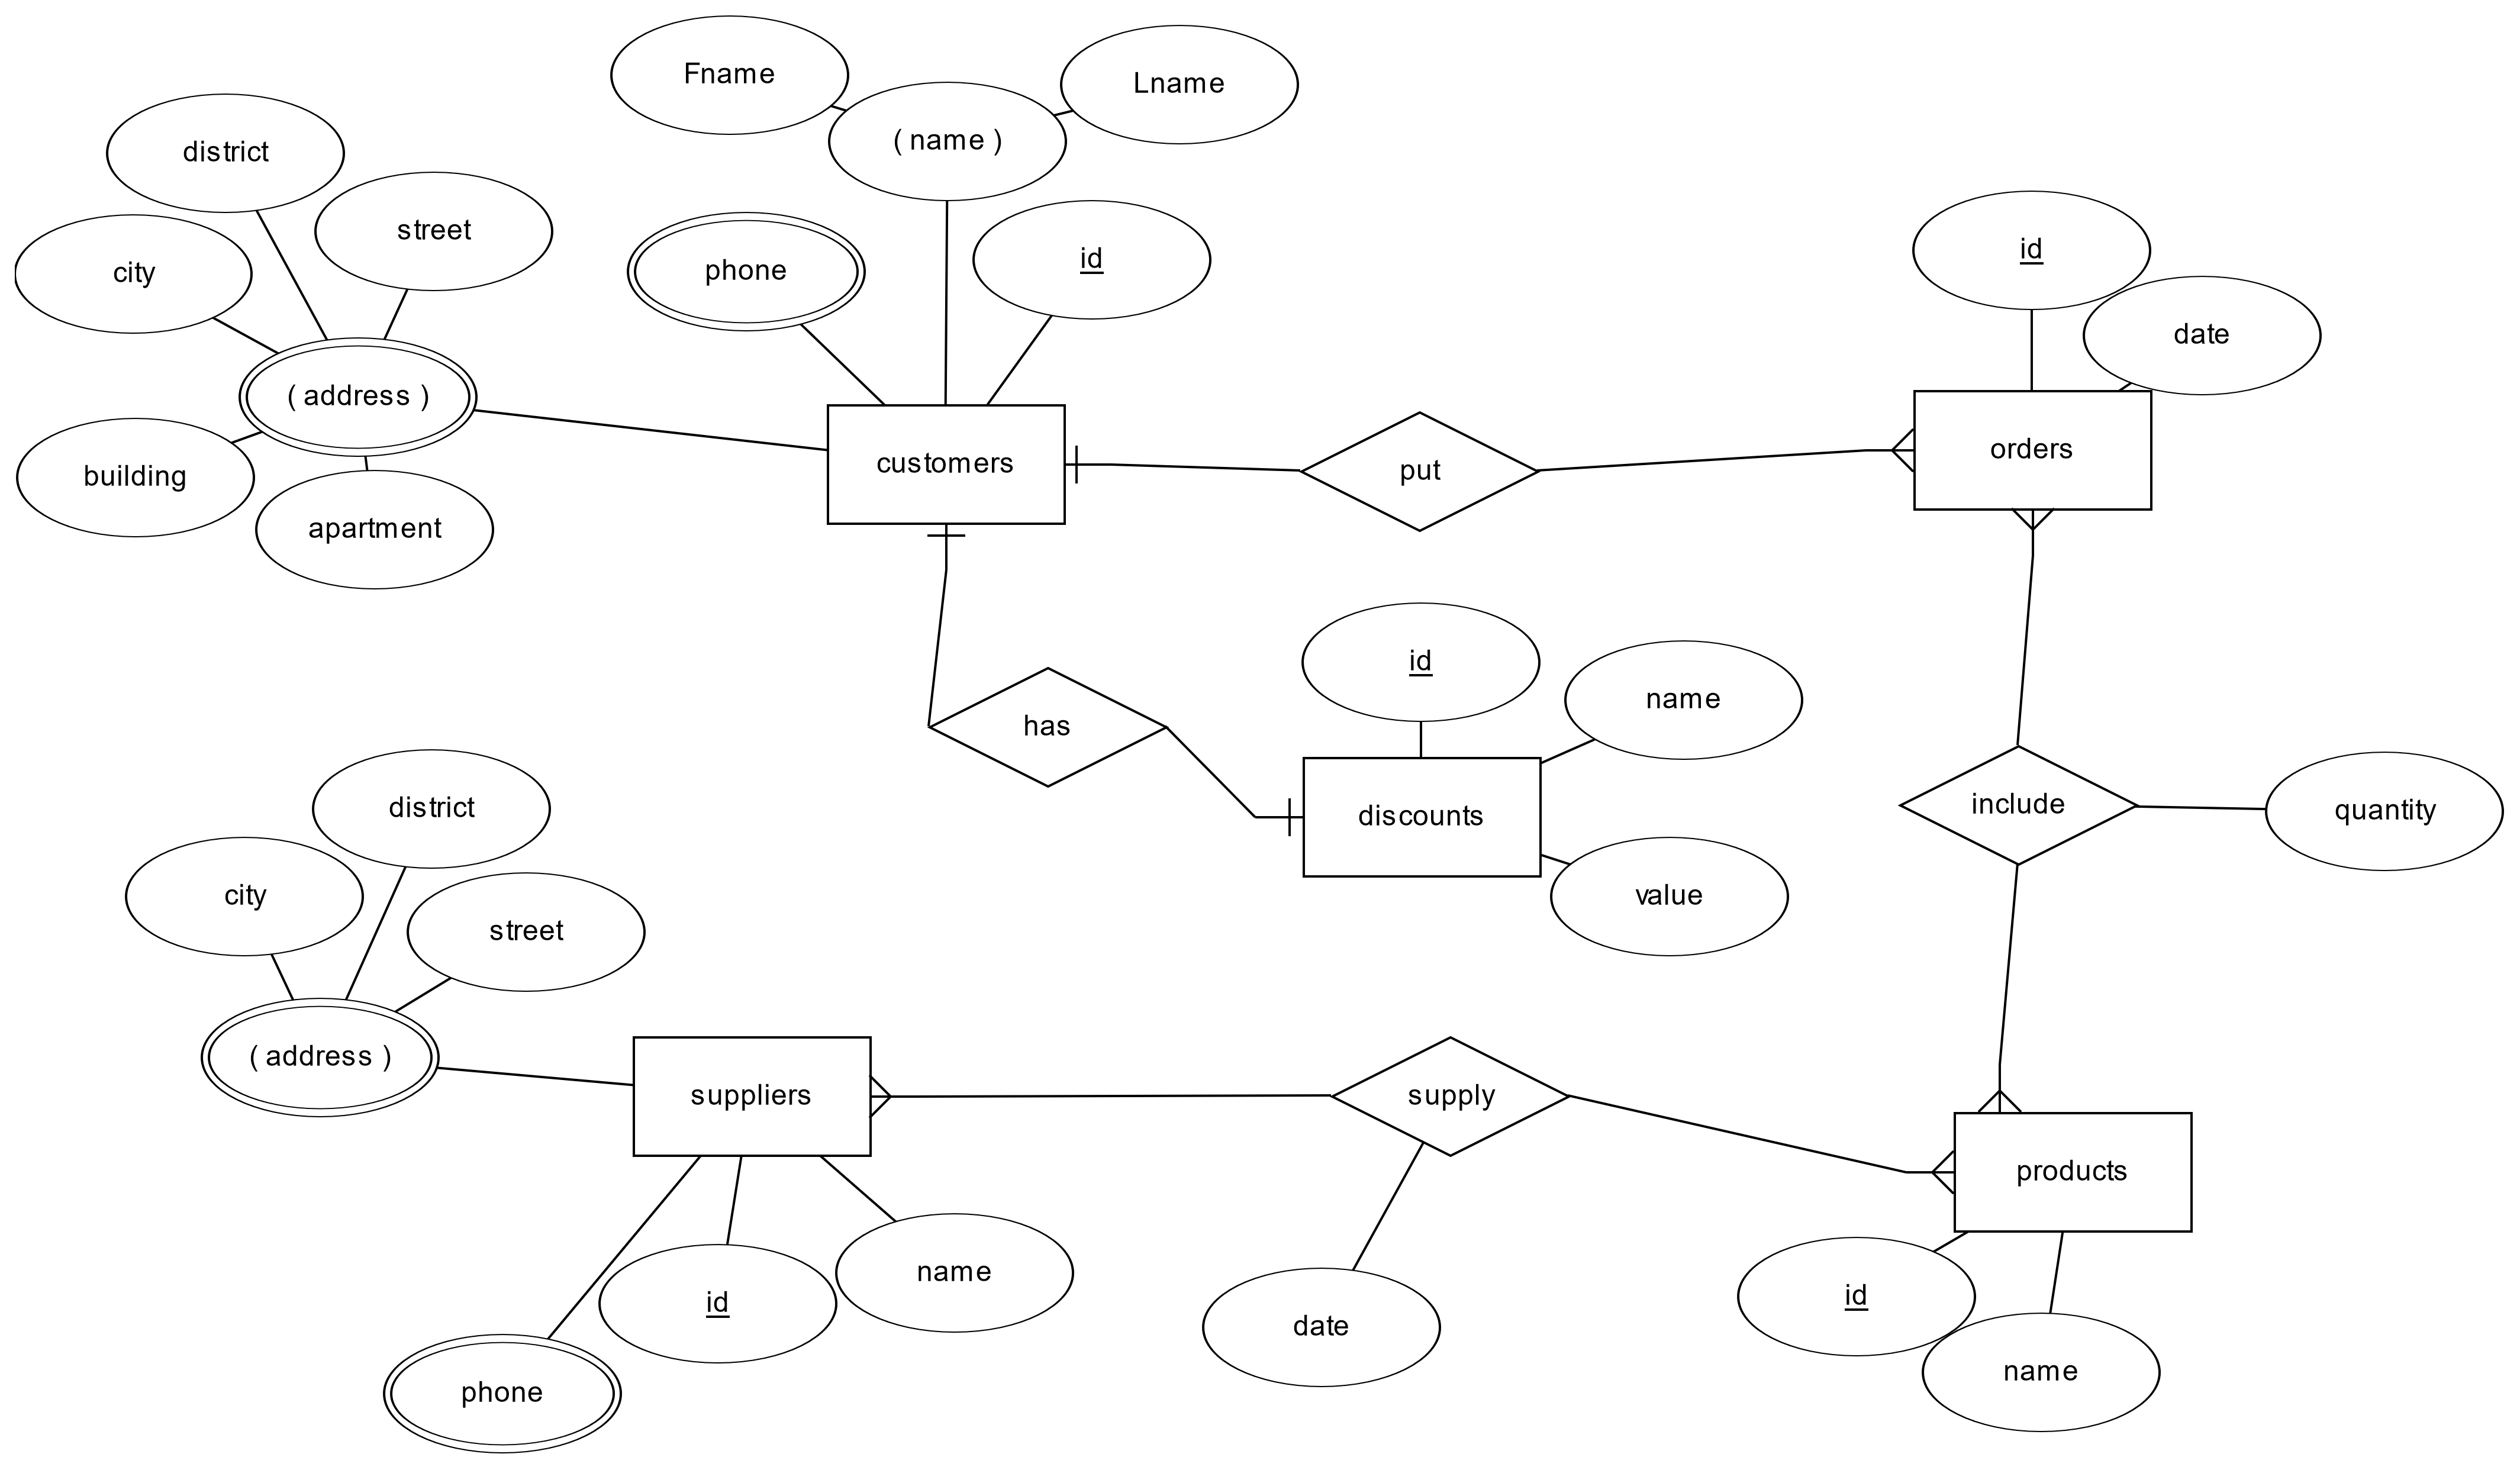 Fname
Lname
( name )
district
street
city
phone
id
id
date
( address )
building
apartment
customers
put
orders
id
name
has
discounts
value
include
quantity
district
city
street
( address )
suppliers
supply
products
phone
id
name
date
id
name